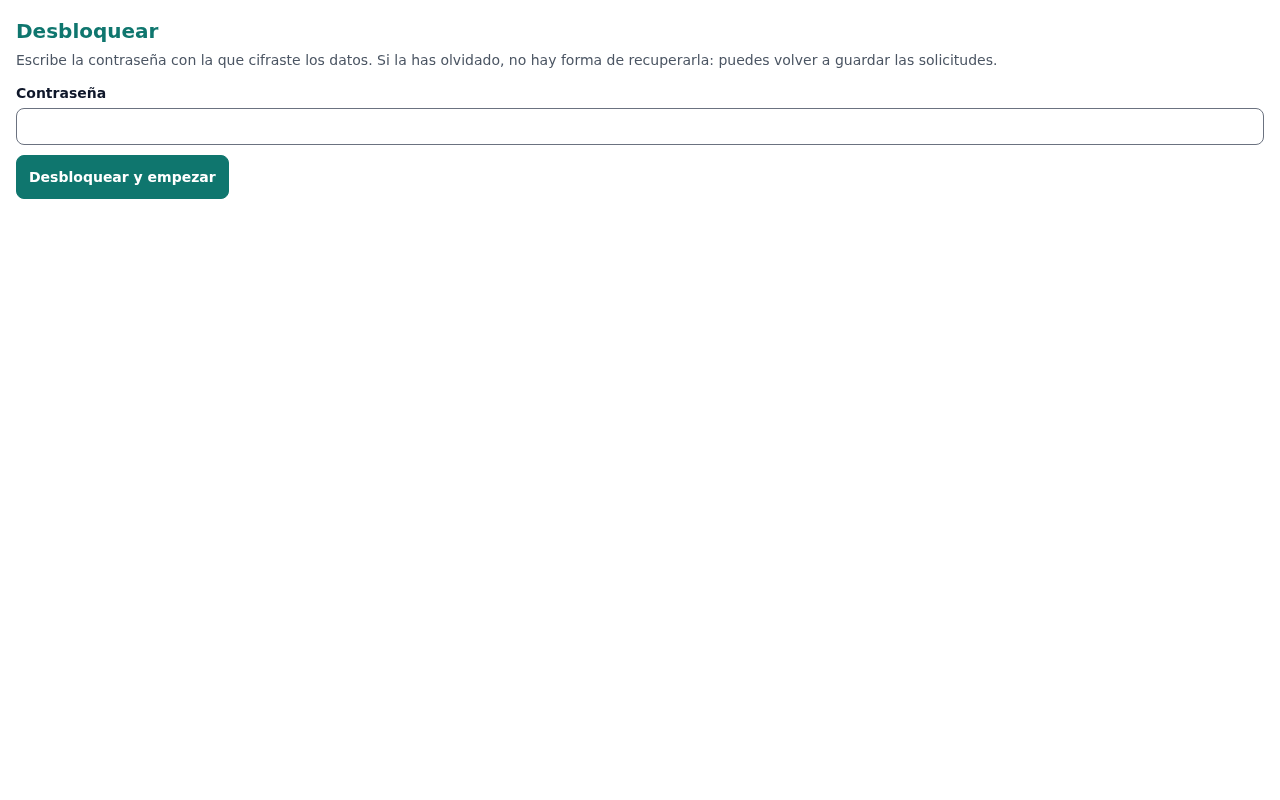 Desbloquear
Escribe la contraseña con la que cifraste los datos. Si la has olvidado, no hay forma de recuperarla: puedes volver a guardar las solicitudes.
Contraseña
Desbloquear y empezar